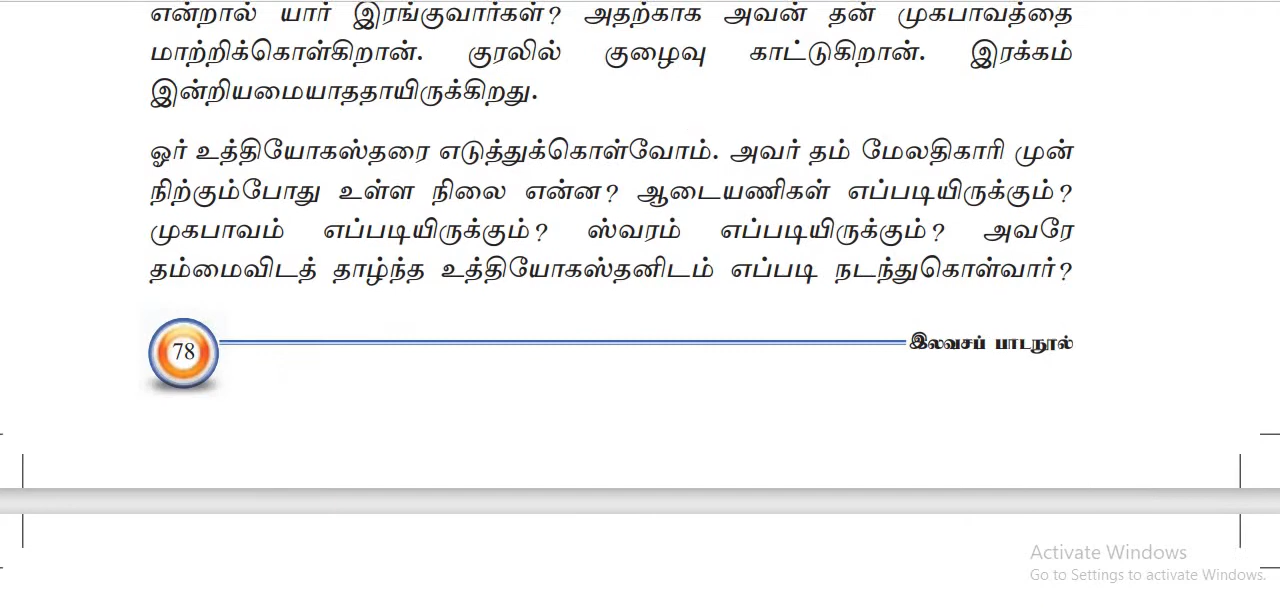 என்றால் யார் இரங்குவார்கள்? அதற்காக அவன் தன் முகபாவத்தை
மாற்றிக்கொள்கிறான். குரலில் குழைவு காட்டுகிறான். இரக்கம்
இன்றியமையாததாயிருக்கிறது.
ஓர் உத்தியோகஸ்தரை எடுத்துக்கொள்வோம். அவர் தம் மேலதிகாரி முன்
நிற்கும்போது உள்ள நிலை என்ன? ஆடையணிகள் எப்படியிருக்கும்?
முகபாவம் எப்படியிருக்கும்? ஸ்வரம் எப்படியிருக்கும்? அவரே
தம்மைவிடத் தாழ்ந்த உத்தியோகஸ்தனிடம் எப்படி நடந்துகொள்வார்?
78
இலவசப் பாடநூல்
Activate Windows
Go to Settings to activate Windows.